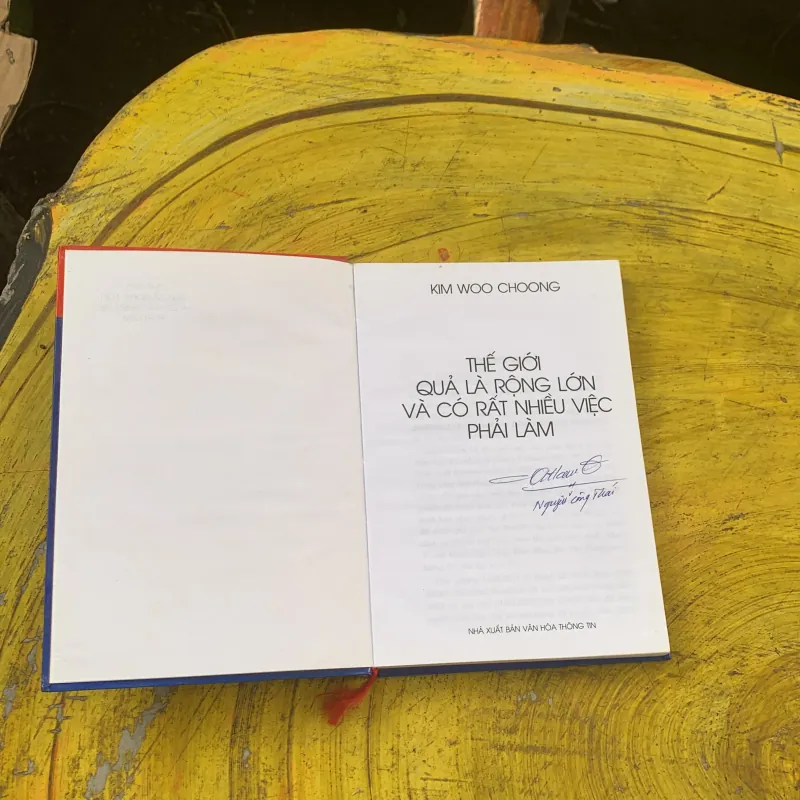 KIM WOO CHOONG
THẾ GIỚI
QUẢ LÀ RỘNG LỚN
VÀ CÓ RẤT NHIỀU VIỆC
PHẢI LÀM
Nguyễn Công Thái
NHÀ XUẤT BẢN VĂN HÓA THÔNG TIN